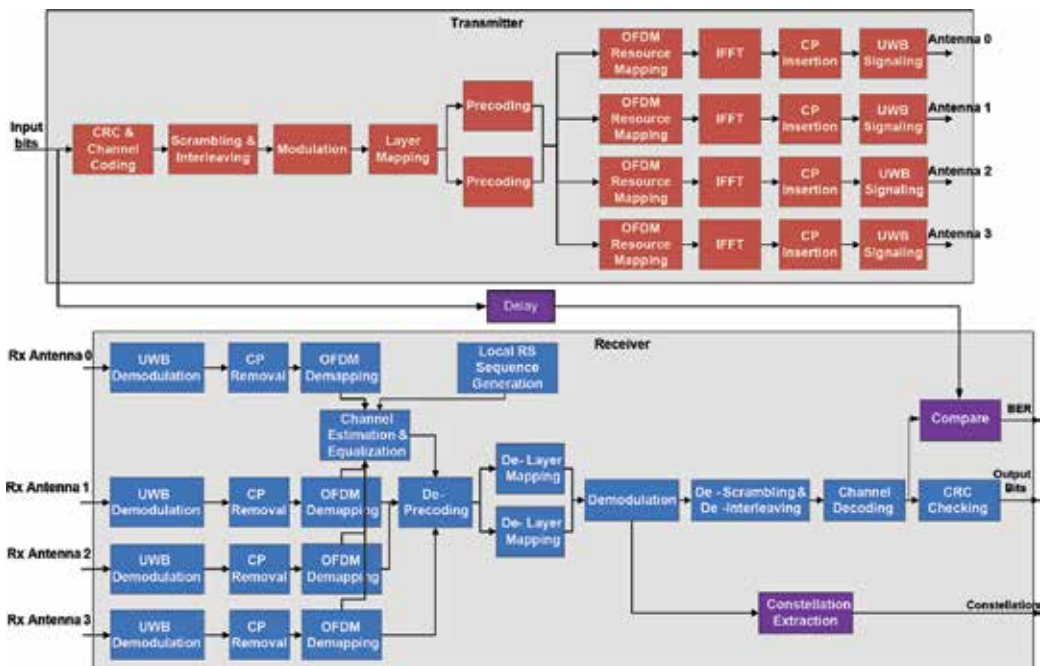 Transmitter
Input
bits
CRC &
Channel
Coding
Scrambling &
Interleaving
Modulation
Layer
Mapping
Precoding
Precoding
OFDM
Resource
Mapping
IFFT
CP
Insertion
UWB
Signaling
Antenna 0
OFDM
Resource
Mapping
IFFT
CP
Insertion
UWB
Signaling
Antenna 1
OFDM
Resource
Mapping
IFFT
CP
Insertion
UWB
Signaling
Antenna 2
OFDM
Resource
Mapping
IFFT
CP
Insertion
UWB
Signaling
Antenna 3
Delay
Receiver
Rx Antenna 0
UWB
Demodulation
CP
Removal
OFDM
Demapping
Local RS
Sequence
Generation
Channel
Estimation &
Equalization
Compare
BER
Rx Antenna 1
UWB
Demodulation
CP
Removal
OFDM
Demapping
De-
Precoding
De- Layer
Mapping
De- Layer
Mapping
Demodulation
De -Scrambling &
De -Interleaving
Channel
Decoding
CRC
Checking
Output
Bits
Rx Antenna 2
UWB
Demodulation
CP
Removal
OFDM
Demapping
Rx Antenna 3
UWB
Demodulation
CP
Removal
OFDM
Demapping
Constellation
Extraction
Constellation